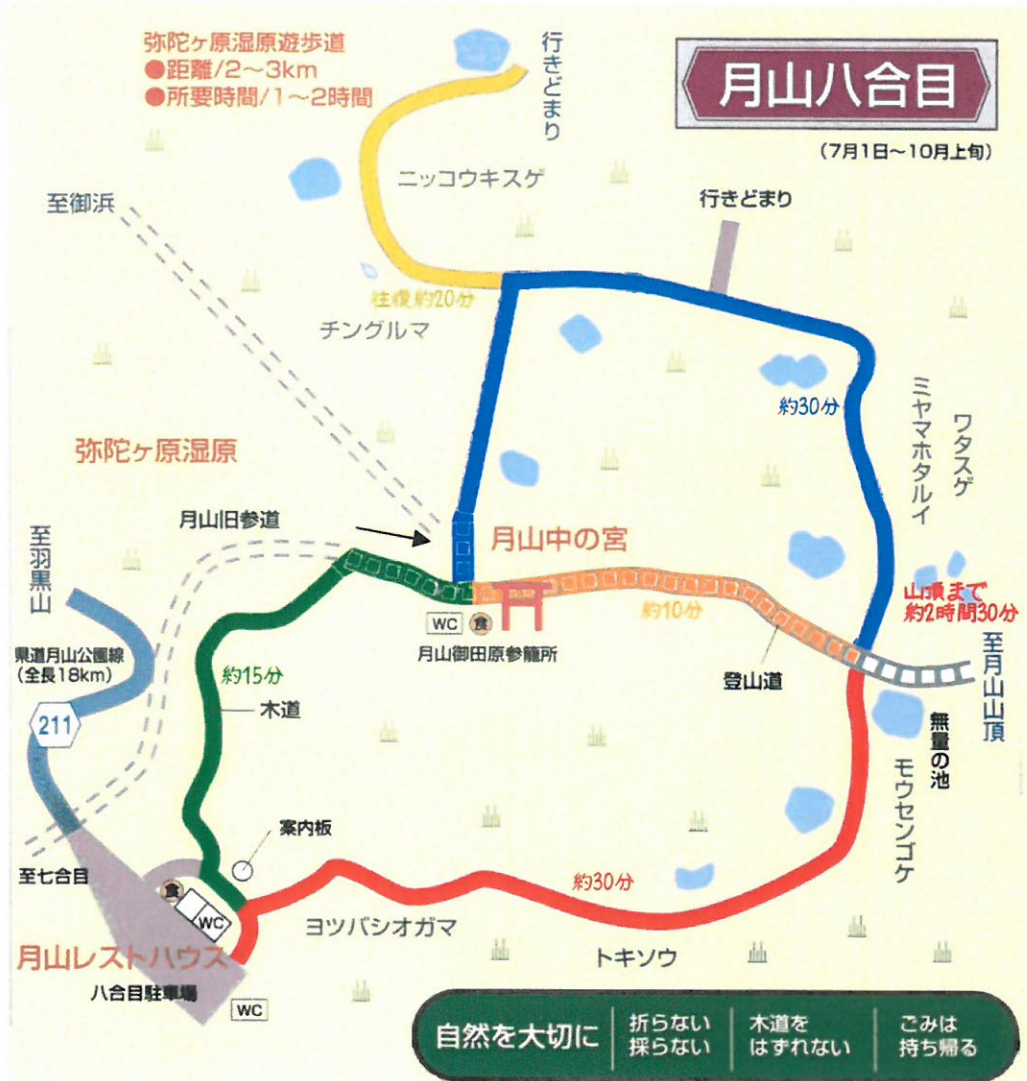 弥陀ヶ原湿原遊歩道
●距離/2〜3km
●所要時間/1〜2時間
行きどまり
月山八合目
(7月1日〜10月上旬)
ニッコウキスゲ
至御浜
行きどまり
往復約20分
チングルマ
約30分
ミヤマホタルイ
ワタスゲ
弥陀ヶ原湿原
月山旧参道
月山中の宮
至羽黒山
山頂まで
約2時間30分
約10分
WC
食
月山御田原参籠所
県道月山公園線
(全長18km)
約15分
登山道
至月山山頂
木道
211
無量の池
モウセンゴケ
案内板
至七合目
食
WC
約30分
ヨツバシオガマ
月山レストハウス
トキソウ
八合目駐車場
WC
自然を大切に
折らない
採らない
木道を
はずれない
ごみは
持ち帰る